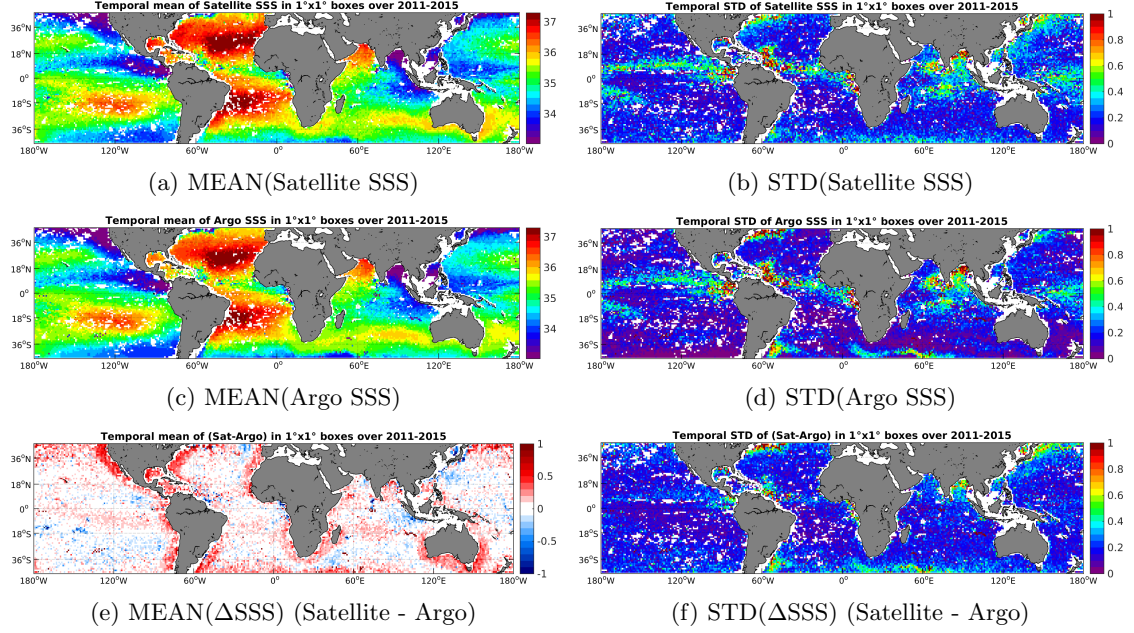 Temporal mean of Satellite SSS in 1°x1° boxes over 2011-2015
36°N
18°N
0°
18°S
36°S
180°W 120°W 60°W 0° 60°E 120°E 180°W
37
36
35
34
(a) MEAN(Satellite SSS)
Temporal STD of Satellite SSS in 1°x1° boxes over 2011-2015
36°N
18°N
0°
18°S
36°S
180°W 120°W 60°W 0° 60°E 120°E 180°W
1
0.8
0.6
0.4
0.2
0
(b) STD(Satellite SSS)
Temporal mean of Argo SSS in 1°x1° boxes over 2011-2015
36°N
18°N
0°
18°S
36°S
180°W 120°W 60°W 0° 60°E 120°E 180°W
37
36
35
34
(c) MEAN(Argo SSS)
Temporal STD of Argo SSS in 1°x1° boxes over 2011-2015
36°N
18°N
0°
18°S
36°S
180°W 120°W 60°W 0° 60°E 120°E 180°W
1
0.8
0.6
0.4
0.2
0
(d) STD(Argo SSS)
Temporal mean of (Sat-Argo) in 1°x1° boxes over 2011-2015
36°N
18°N
0°
18°S
36°S
180°W 120°W 60°W 0° 60°E 120°E 180°W
1
0.5
0
-0.5
-1
(e) MEAN(ΔSSS) (Satellite - Argo)
Temporal STD of (Sat-Argo) in 1°x1° boxes over 2011-2015
36°N
18°N
0°
18°S
36°S
180°W 120°W 60°W 0° 60°E 120°E 180°W
1
0.8
0.6
0.4
0.2
0
(f) STD(ΔSSS) (Satellite - Argo)